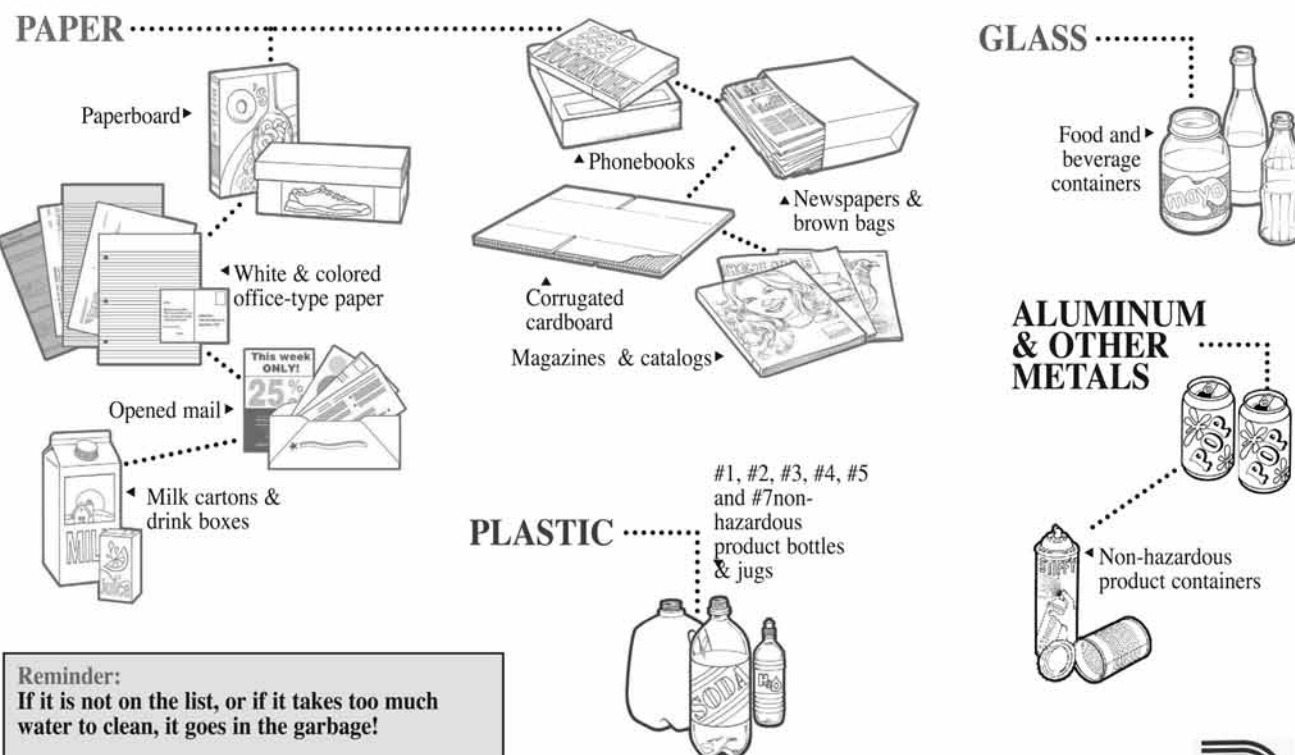 PAPER
Paperboard
'S
Phonebooks
Newspapers &
brown bags
White & colored
office-type paper
Corrugated
cardboard
Magazines & catalogs
This week
ONLY!
25%
Opened mail
Milk cartons &
drink boxes
MIL
Juice
PLASTIC
#1, #2, #3, #4, #5
and #7non-
hazardous
product bottles
& jugs
SODA
H2O
GLASS
Food and
beverage
containers
mayo
ALUMINUM
& OTHER
METALS
POP
POP
Non-hazardous
product containers
Reminder:
If it is not on the list, or if it takes too much
water to clean, it goes in the garbage!